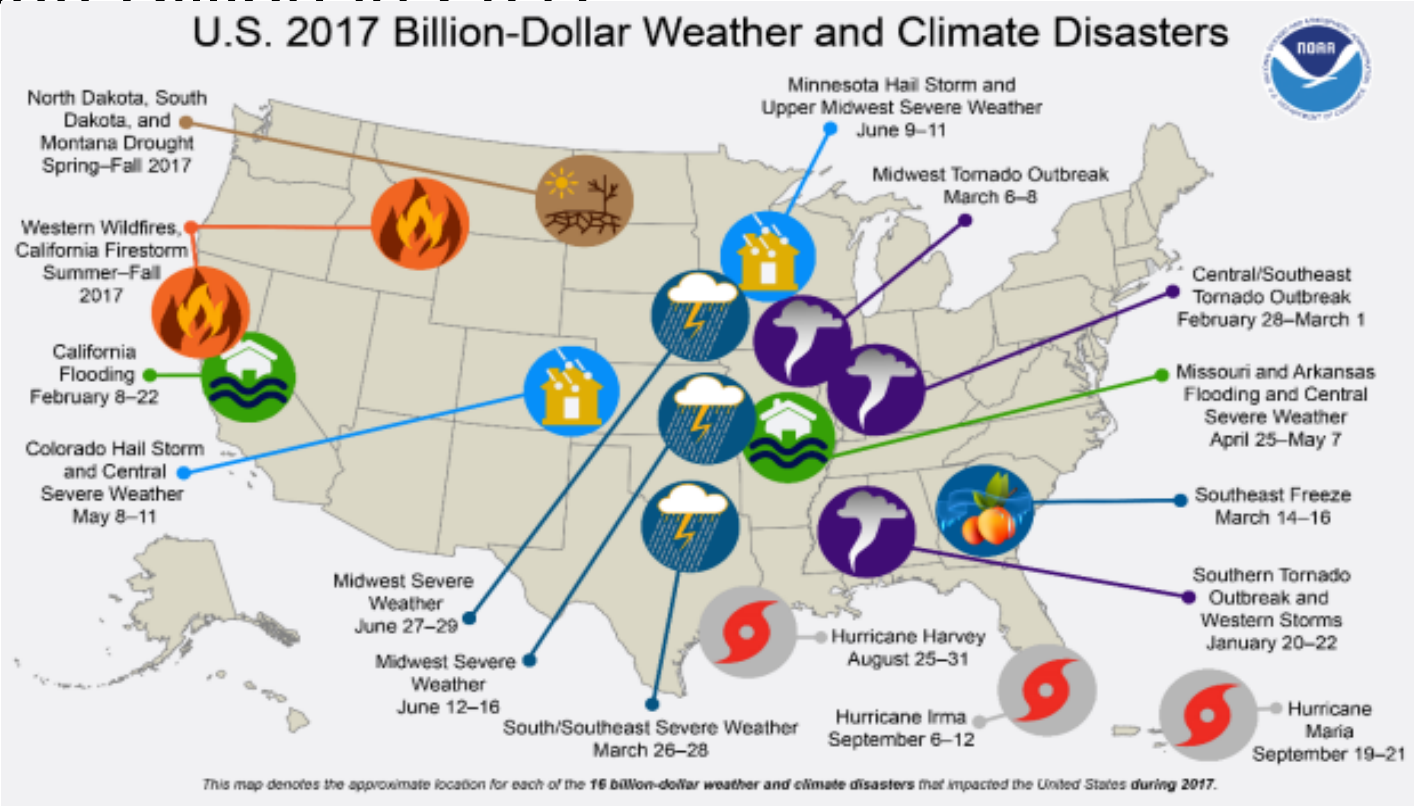 U.S. 2017 Billion-Dollar Weather and Climate Disasters
NOAA
North Dakota, South
Dakota, and
Montana Drought
Spring–Fall 2017
Western Wildfires,
California Firestorm
Summer–Fall
2017
California
Flooding
February 8–22
Colorado Hail Storm
and Central
Severe Weather
May 8–11
Midwest Severe
Weather
June 27–29
Midwest Severe
Weather
June 12–16
South/Southeast Severe Weather
March 26–28
Minnesota Hail Storm and
Upper Midwest Severe Weather
June 9–11
Midwest Tornado Outbreak
March 6–8
Central/Southeast
Tornado Outbreak
February 28–March 1
Missouri and Arkansas
Flooding and Central
Severe Weather
April 25–May 7
Southeast Freeze
March 14–16
Southern Tornado
Outbreak and
Western Storms
January 20–22
Hurricane Harvey
August 25–31
Hurricane Irma
September 6–12
Hurricane
Maria
September 19–21
This map denotes the approximate location for each of the 16 billion-dollar weather and climate disasters that impacted the United States during 2017.